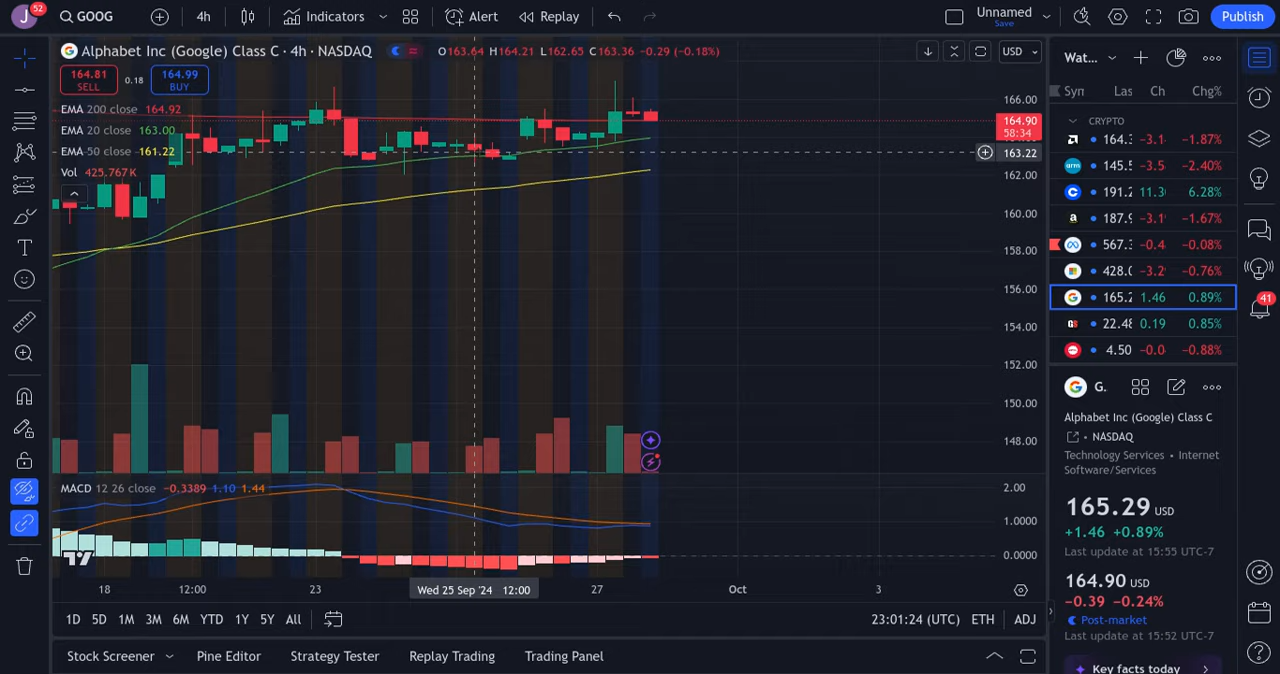 J 52 GOOG 4h Indicators Alert Replay Unnamed Save Publish
Alphabet Inc (Google) Class C · 4h · NASDAQ O163.64 H164.21 L162.65 C163.36 −0.29 (−0.18%) USD
164.81 SELL 0.18 164.99 BUY
EMA 200 close 164.92
EMA 20 close 163.00
EMA 50 close 161.22
Vol 425.767K
166.00
164.90
58:34
163.22
162.00
160.00
158.00
156.00
154.00
152.00
150.00
148.00
MACD 12 26 close −0.3389 1.10 1.44
2.00
1.0000
0.0000
18 12:00 23 Wed 25 Sep '24 12:00 27 Oct 3
1D 5D 1M 3M 6M YTD 1Y 5Y All 23:01:24 (UTC) ETH ADJ
Stock Screener Pine Editor Strategy Tester Replay Trading Trading Panel
Wat...
Syn Las Ch Chg%
CRYPTO
164.3 −3.1 −1.87%
arm 145.5 −3.5 −2.40%
191.2 11.3 6.28%
a 187.9 −3.1 −1.67%
567.3 −0.4 −0.08%
428.0 −3.2 −0.76%
G 165.2 1.46 0.89%
22.48 0.19 0.85%
4.50 −0.0 −0.88%
G G.
Alphabet Inc (Google) Class C
NASDAQ
Technology Services • Internet
Software/Services
165.29 USD
+1.46 +0.89%
Last update at 15:55 UTC-7
164.90 USD
−0.39 −0.24%
Post-market
Last update at 15:52 UTC-7
Key facts today
41